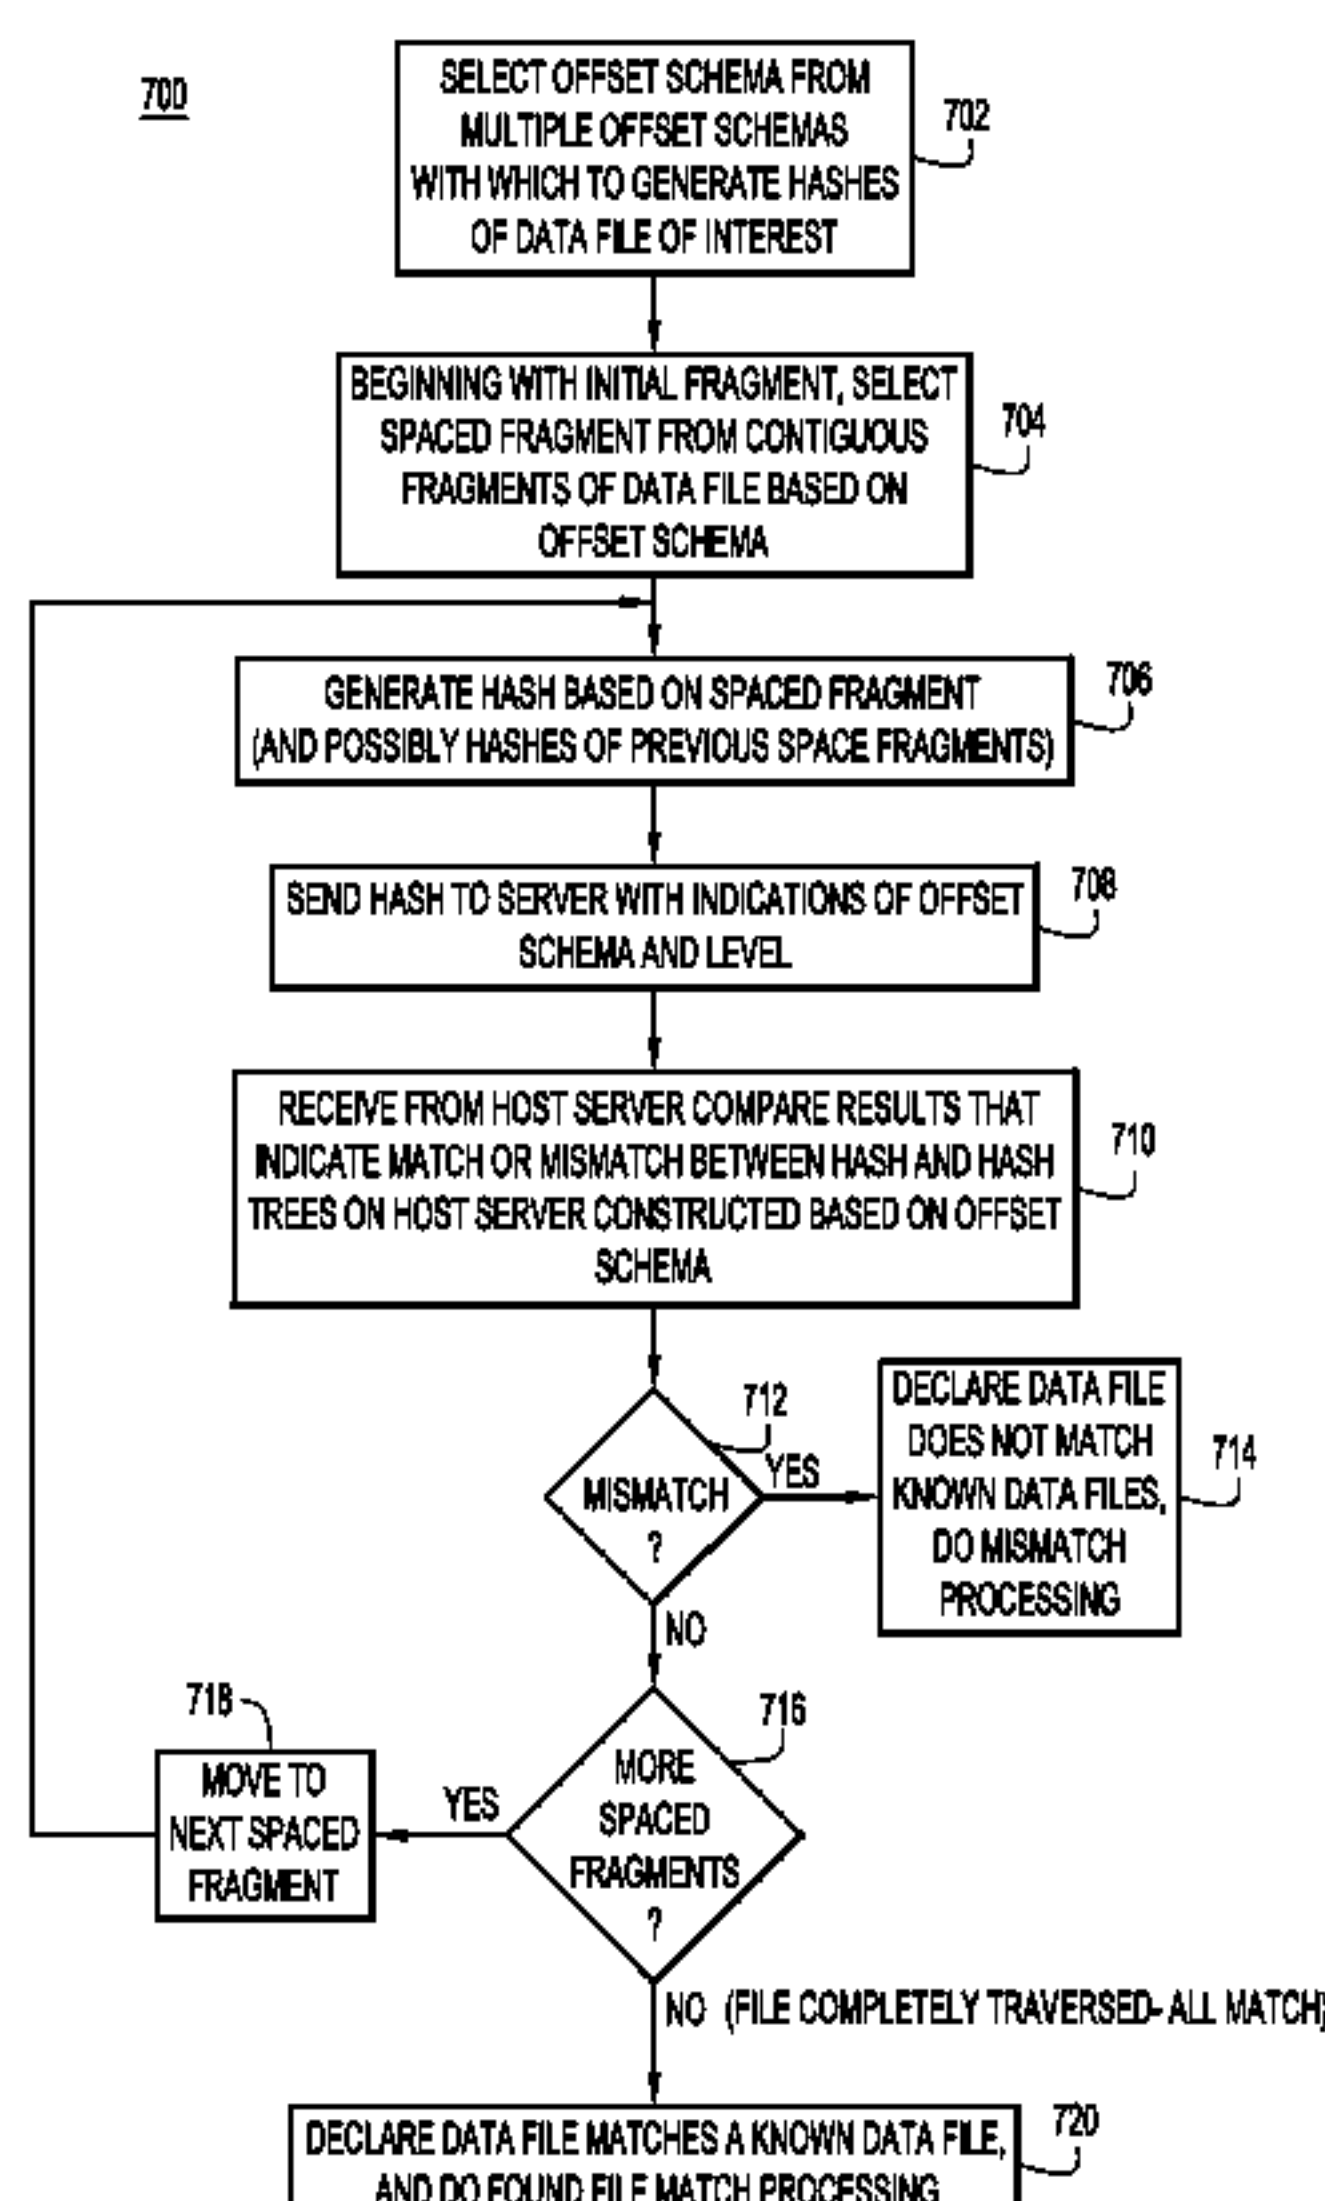 700
SELECT OFFSET SCHEMA FROM
MULTIPLE OFFSET SCHEMAS
WITH WHICH TO GENERATE HASHES
OF DATA FILE OF INTEREST
702
BEGINNING WITH INITIAL FRAGMENT, SELECT
SPACED FRAGMENT FROM CONTIGUOUS
FRAGMENTS OF DATA FILE BASED ON
OFFSET SCHEMA
704
GENERATE HASH BASED ON SPACED FRAGMENT
(AND POSSIBLY HASHES OF PREVIOUS SPACE FRAGMENTS)
706
SEND HASH TO SERVER WITH INDICATIONS OF OFFSET
SCHEMA AND LEVEL
708
RECEIVE FROM HOST SERVER COMPARE RESULTS THAT
INDICATE MATCH OR MISMATCH BETWEEN HASH AND HASH
TREES ON HOST SERVER CONSTRUCTED BASED ON OFFSET
SCHEMA
710
712
MISMATCH
?
YES
DECLARE DATA FILE
DOES NOT MATCH
KNOWN DATA FILES,
DO MISMATCH
PROCESSING
714
NO
716
MORE
SPACED
FRAGMENTS
?
YES
718
MOVE TO
NEXT SPACED
FRAGMENT
NO (FILE COMPLETELY TRAVERSED- ALL MATCH)
DECLARE DATA FILE MATCHES A KNOWN DATA FILE,
AND DO FOUND FILE MATCH PROCESSING
720